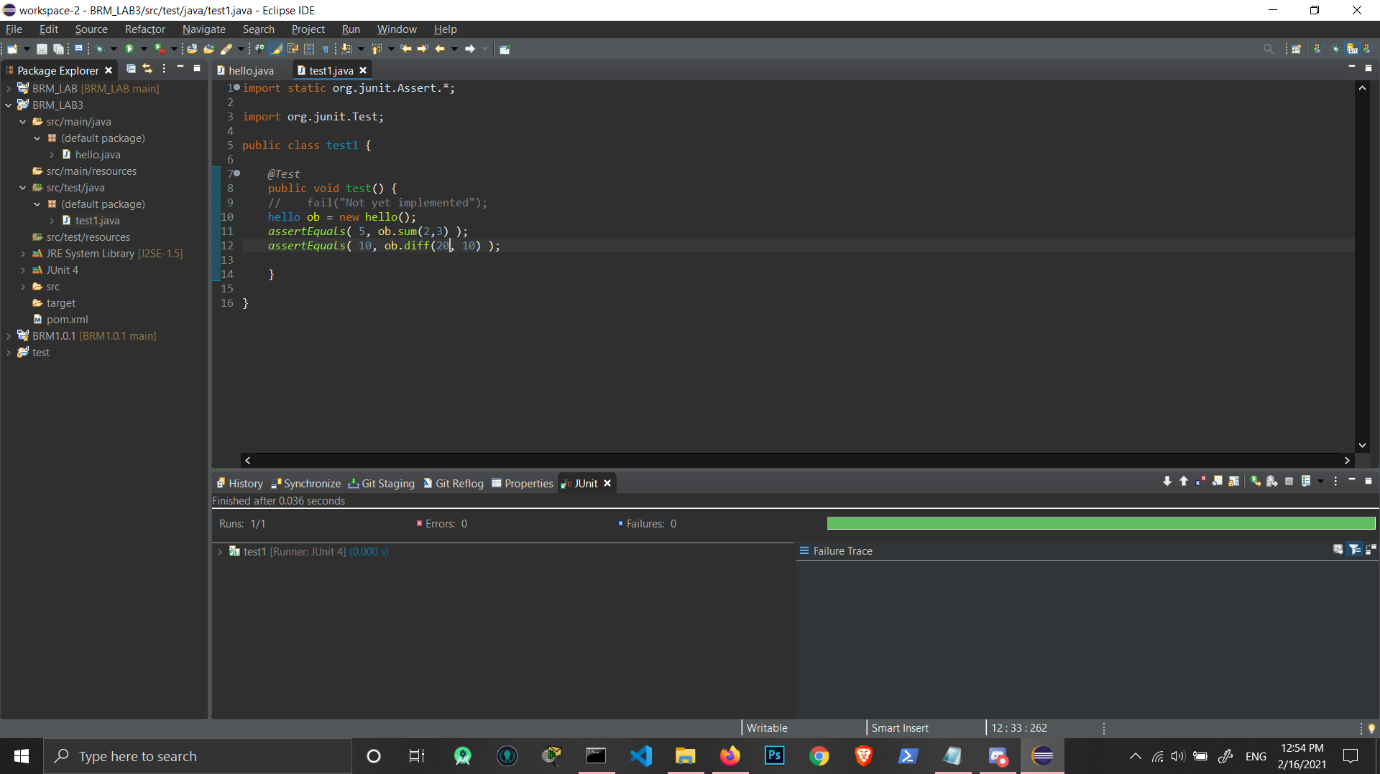 workspace-2 - BRM_LAB3/src/test/java/test1.java - Eclipse IDE
File Edit Source Refactor Navigate Search Project Run Window Help
Package Explorer
BRM_LAB [BRM_LAB main]
BRM_LAB3
src/main/java
(default package)
hello.java
src/main/resources
src/test/java
(default package)
test1.java
src/test/resources
JRE System Library [J2SE-1.5]
JUnit 4
src
target
pom.xml
BRM1.0.1 [BRM1.0.1 main]
test
hello.java test1.java
1 import static org.junit.Assert.*;
2
3 import org.junit.Test;
4
5 public class test1 {
6
7 @Test
8 public void test() {
9 // fail("Not yet implemented");
10 hello ob = new hello();
11 assertEquals( 5, ob.sum(2,3) );
12 assertEquals( 10, ob.diff(20, 10) );
13
14 }
15
16 }
History Synchronize Git Staging Git Reflog Properties JUnit
Finished after 0.036 seconds
Runs: 1/1 Errors: 0 Failures: 0
test1 [Runner: JUnit 4] (0.000 s)
Failure Trace
Writable Smart Insert 12 : 33 : 262
Type here to search
Ps
ENG
12:54 PM
2/16/2021